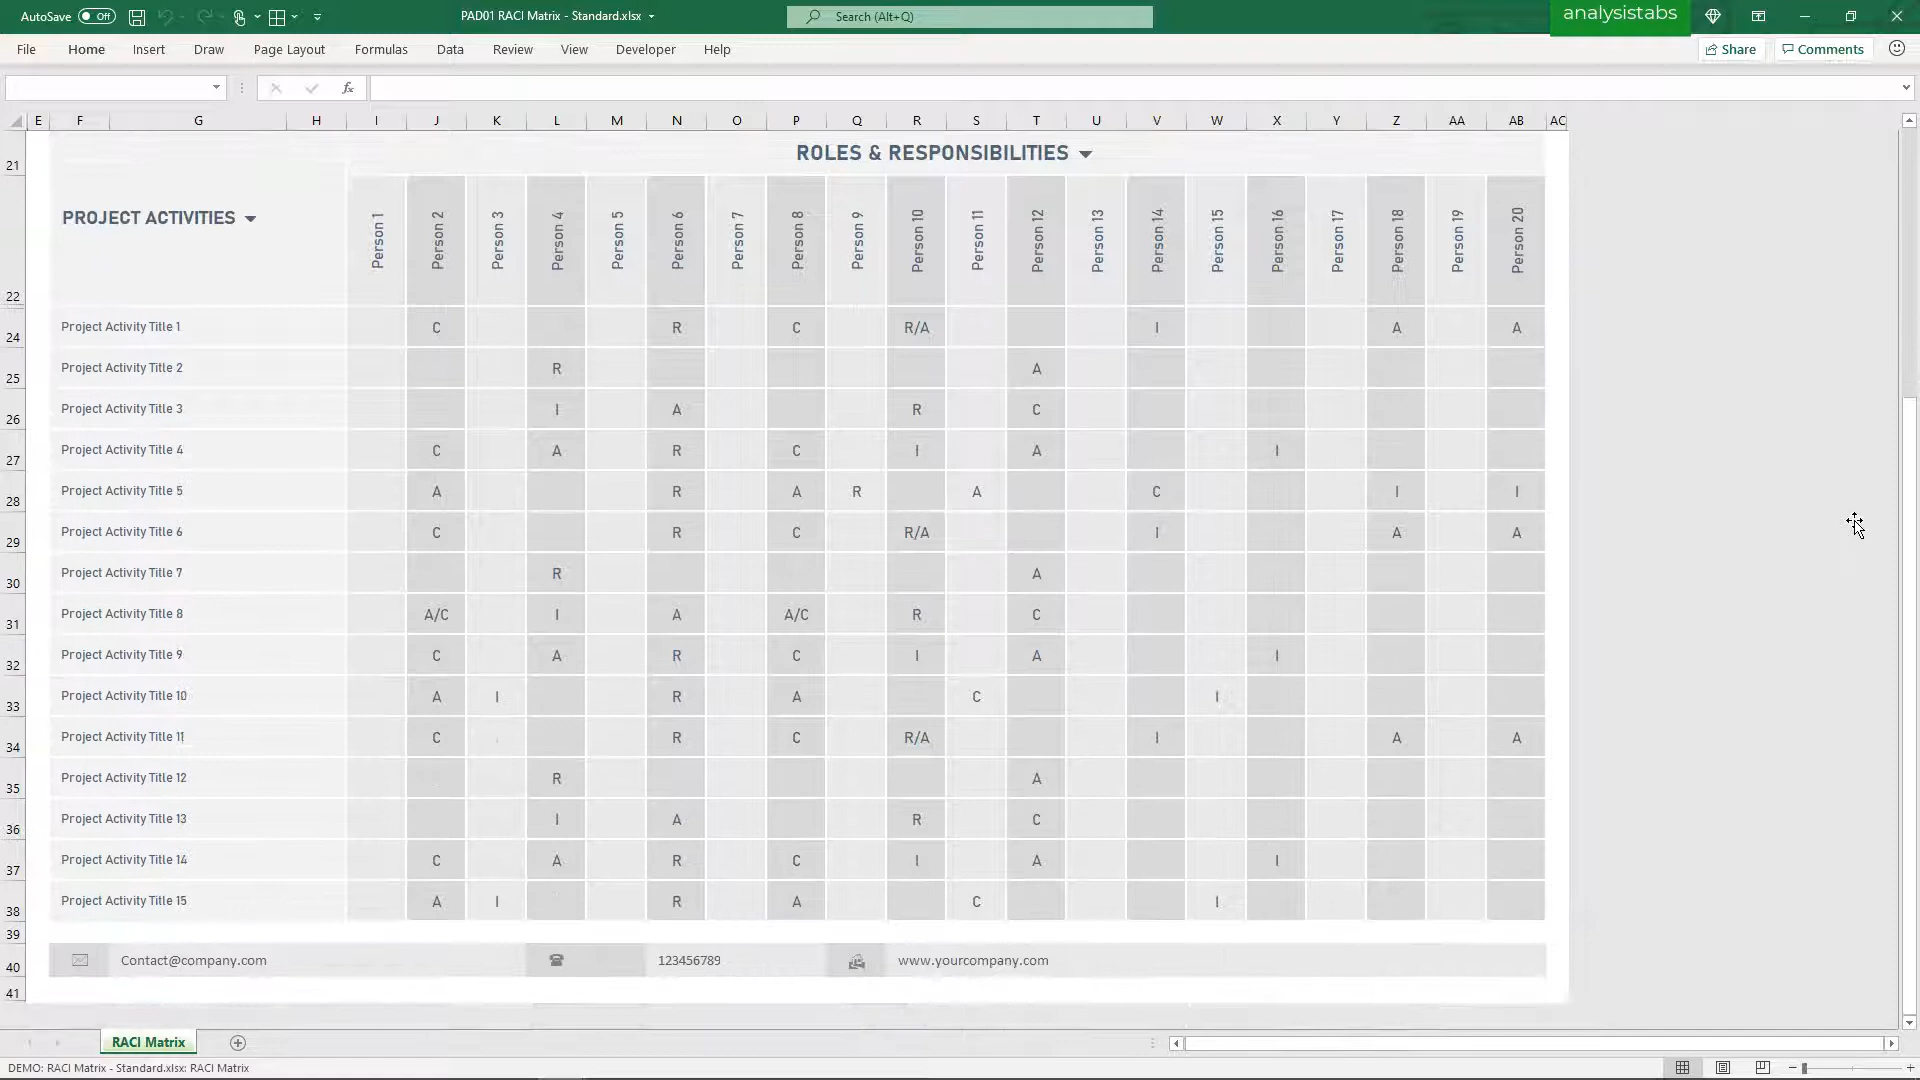 AutoSave Off PAD01 RACI Matrix - Standard.xlsx Search (Alt+Q) analysistabs
File Home Insert Draw Page Layout Formulas Data Review View Developer Help Share Comments
fx
E F G H I J K L M N O P Q R S T U V W X Y Z AA AB AC
21 ROLES & RESPONSIBILITIES
22 PROJECT ACTIVITIES Person 1 Person 2 Person 3 Person 4 Person 5 Person 6 Person 7 Person 8 Person 9 Person 10 Person 11 Person 12 Person 13 Person 14 Person 15 Person 16 Person 17 Person 18 Person 19 Person 20
24 Project Activity Title 1 C R C R/A I A A
25 Project Activity Title 2 R A
26 Project Activity Title 3 I A R C
27 Project Activity Title 4 C A R C I A I
28 Project Activity Title 5 A R A R A C I I
29 Project Activity Title 6 C R C R/A I A A
30 Project Activity Title 7 R A
31 Project Activity Title 8 A/C I A A/C R C
32 Project Activity Title 9 C A R C I A I
33 Project Activity Title 10 A I R A C I
34 Project Activity Title 11 C R C R/A I A A
35 Project Activity Title 12 R A
36 Project Activity Title 13 I A R C
37 Project Activity Title 14 C A R C I A I
38 Project Activity Title 15 A I R A C I
39
40 Contact@company.com 123456789 www.yourcompany.com
41
RACI Matrix
DEMO: RACI Matrix - Standard.xlsx: RACI Matrix